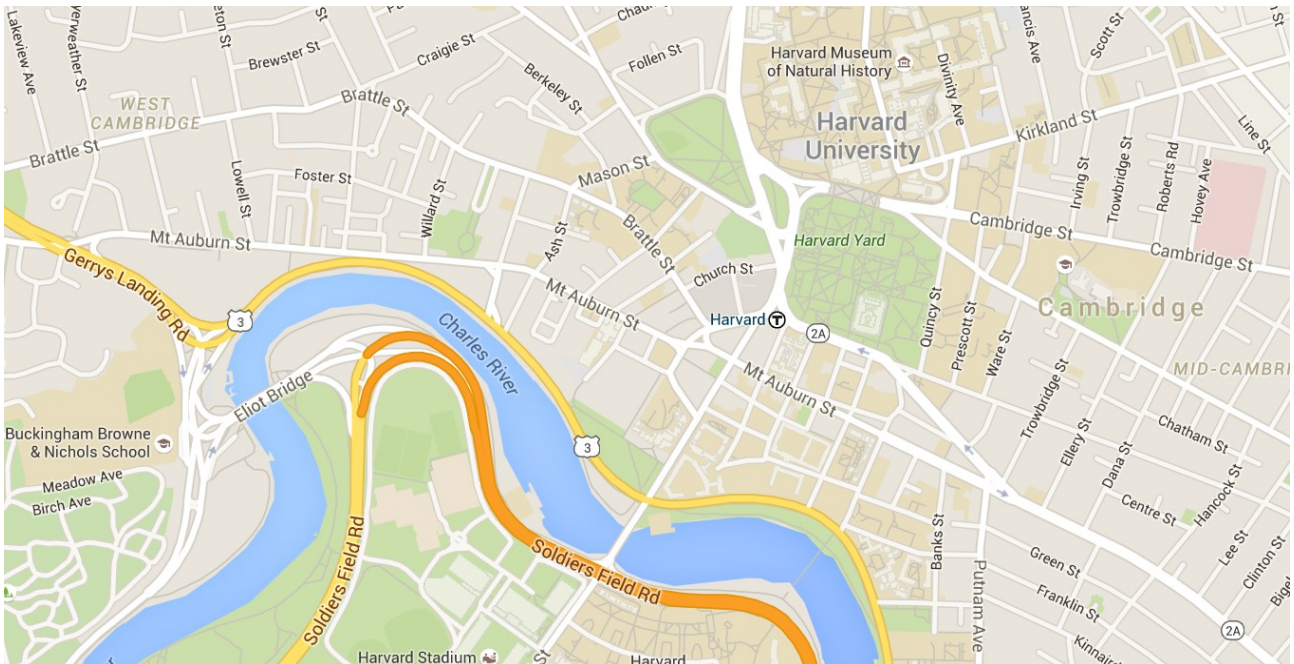 Lakeview Ave
Brewster St
Craigie St
Berkeley St
Follen St
Harvard Museum
of Natural History
Divinity Ave
Scott St
WEST
CAMBRIDGE
Brattle St
Brattle St
Harvard
University
Kirkland St
Line St
Lowell St
Foster St
Willard St
Mason St
Ash St
Brattle St
Irving St
Trowbridge St
Roberts Rd
Hovey Ave
Mt Auburn St
Harvard Yard
Cambridge St
Cambridge St
Gerrys Landing Rd
Church St
Mt Auburn St
Cambridge
3
Harvard
T
2A
Quincy St
Prescott St
Ware St
Charles River
Eliot Bridge
Mt Auburn St
Trowbridge St
Ellery St
Dana St
Chatham St
Buckingham Browne
& Nichols School
3
Meadow Ave
Birch Ave
Centre St
Hancock St
Soldiers Field Rd
Soldiers Field Rd
Banks St
Putnam Ave
Green St
Franklin St
Lee St
Clinton St
2A
Harvard Stadium
Harvard